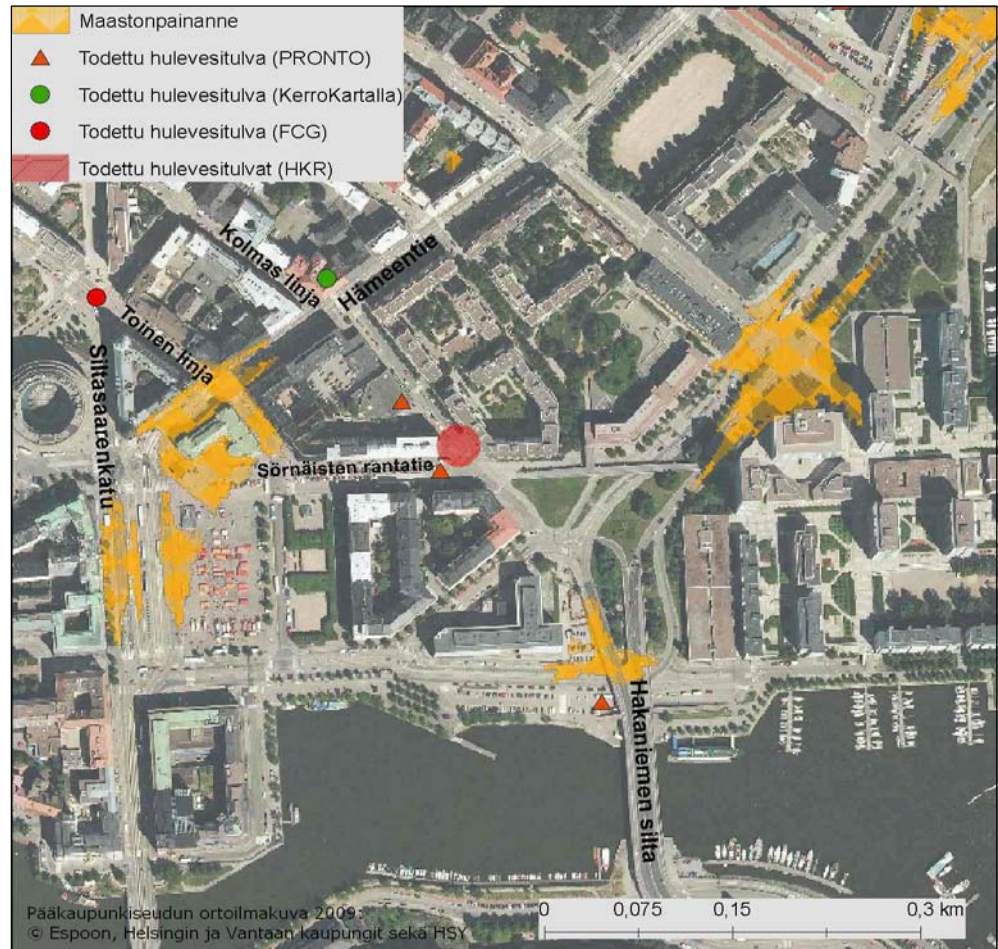 Maastonpainanne
Todettu hulevesitulva (PRONTO)
Todettu hulevesitulva (KerroKartalla)
Todettu hulevesitulva (FCG)
Todettu hulevesitulvat (HKR)
Kolmas linja
Hämeentie
Toinen linja
Siltasaarenkatu
Sörnäisten rantatie
Hakaniemen silta
Pääkaupunkiseudun ortoilmakuva 2009:
© Espoon, Helsingin ja Vantaan kaupungit sekä HSY
0 0,075 0,15 0,3 km